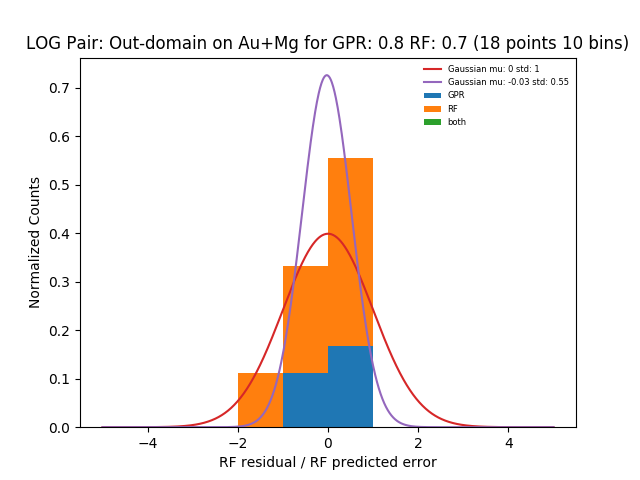 LOG Pair: Out-domain on Au+Mg for GPR: 0.8 RF: 0.7 (18 points 10 bins)
Gaussian mu: 0 std: 1
Gaussian mu: -0.03 std: 0.55
GPR
RF
both
0.7
0.6
0.5
0.4
0.3
0.2
0.1
0.0
Normalized Counts
−4
−2
0
2
4
RF residual / RF predicted error